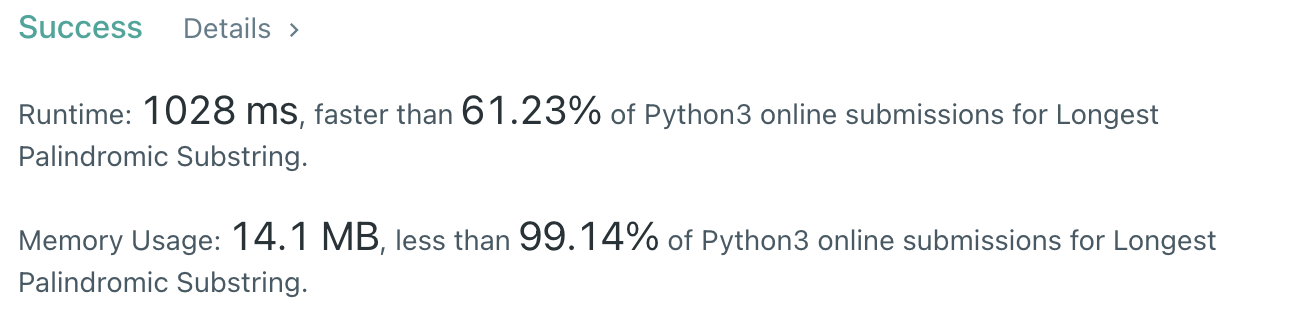 Success Details >
Runtime: 1028 ms, faster than 61.23% of Python3 online submissions for Longest
Palindromic Substring.
Memory Usage: 14.1 MB, less than 99.14% of Python3 online submissions for Longest
Palindromic Substring.